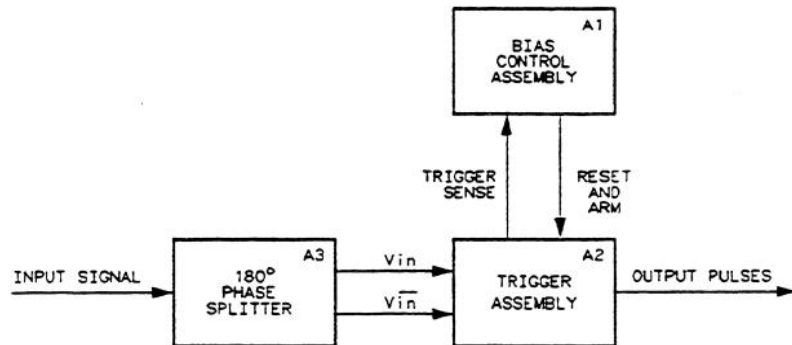 A1
BIAS
CONTROL
ASSEMBLY
TRIGGER
SENSE
RESET
AND
ARM
INPUT SIGNAL
A3
180°
PHASE
SPLITTER
Vin
V̅i̅n̅
A2
TRIGGER
ASSEMBLY
OUTPUT PULSES